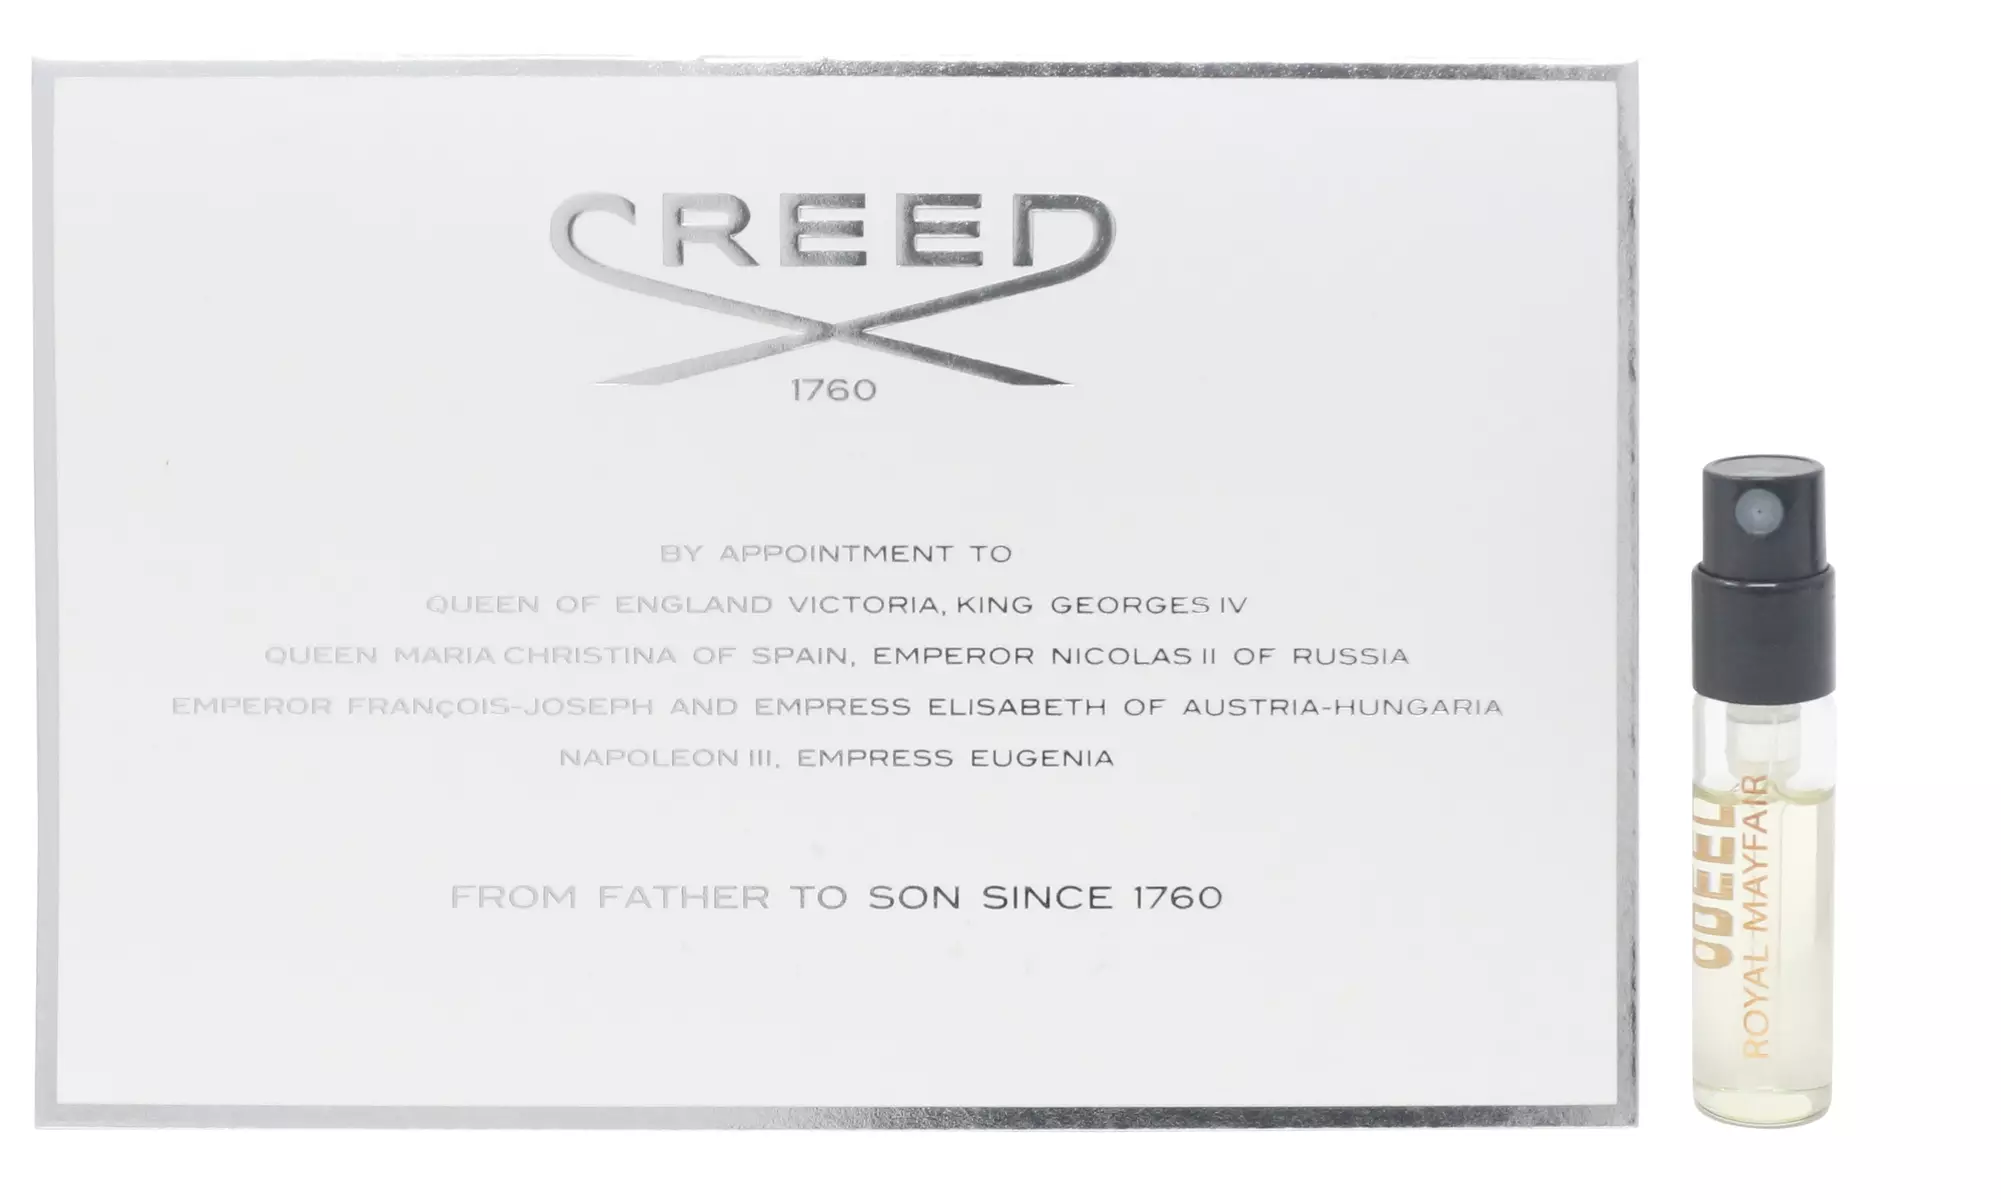 CREED
1760
BY APPOINTMENT TO
QUEEN OF ENGLAND VICTORIA, KING GEORGES IV
QUEEN MARIA CHRISTINA OF SPAIN, EMPEROR NICOLAS II OF RUSSIA
EMPEROR FRANÇOIS-JOSEPH AND EMPRESS ELISABETH OF AUSTRIA-HUNGARIA
NAPOLEON III, EMPRESS EUGENIA
FROM FATHER TO SON SINCE 1760
CREED
ROYAL MAYFAIR